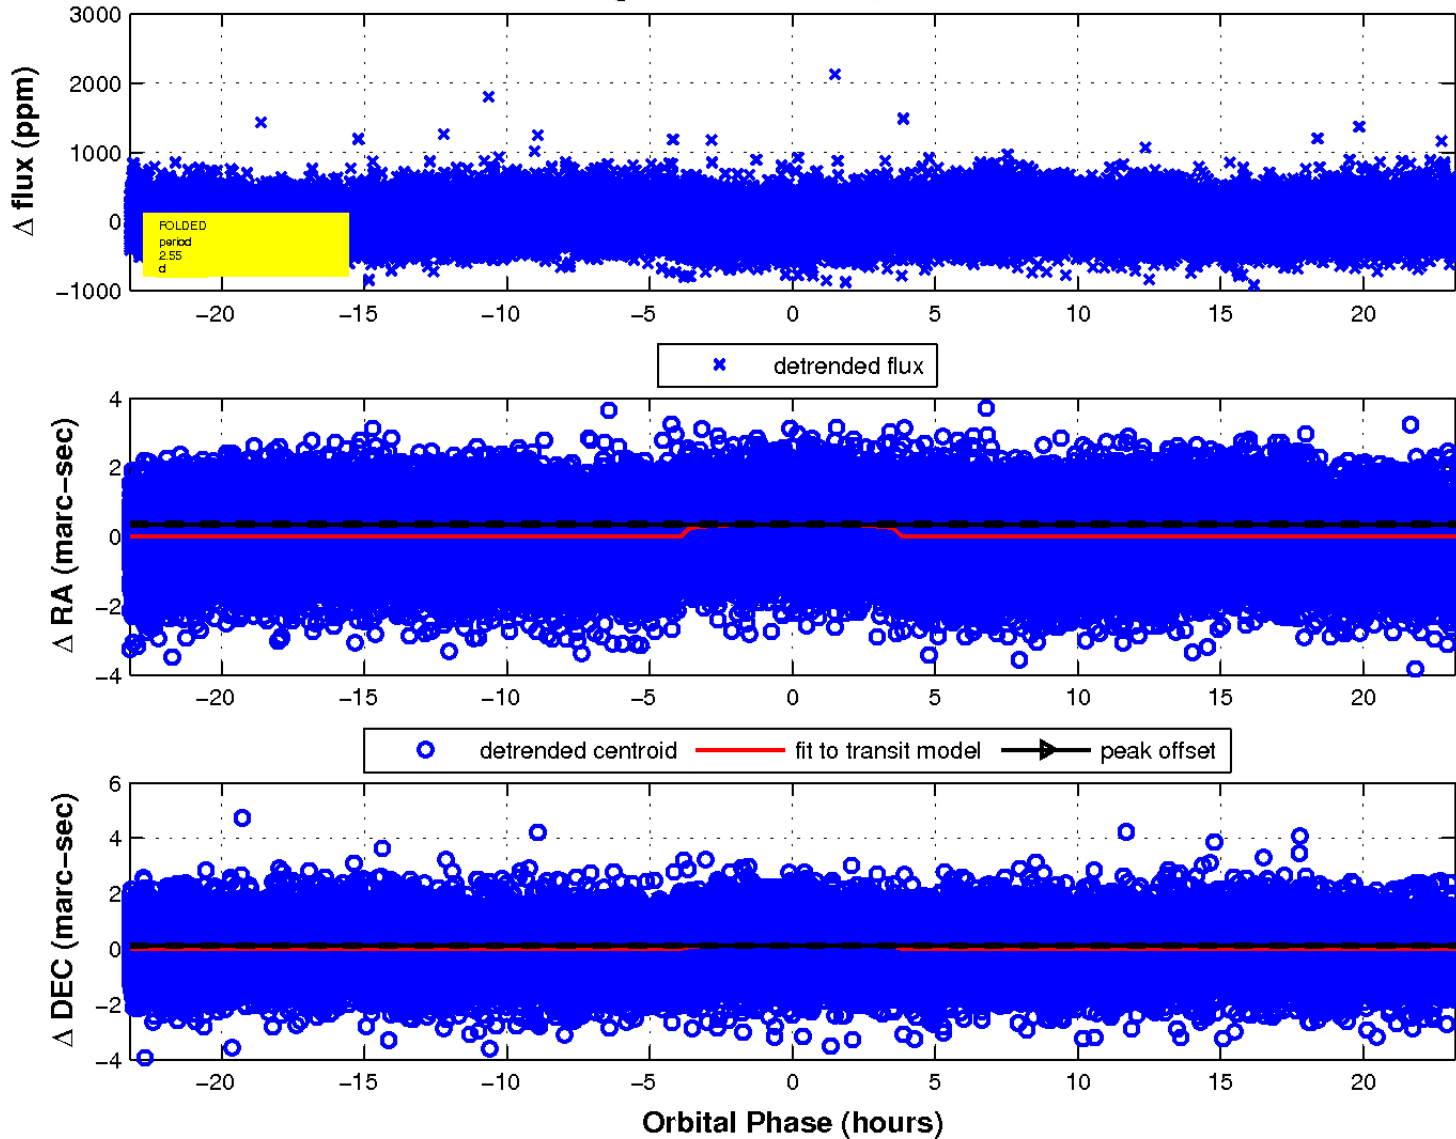 3000
2000
1000
0
−1000
Δ flux (ppm)
FOLDED
period
2.55
d
−20 −15 −10 −5 0 5 10 15 20
detrended flux
4
2
0
−2
−4
Δ RA (marc−sec)
−20 −15 −10 −5 0 5 10 15 20
detrended centroid fit to transit model peak offset
6
4
2
0
−2
−4
Δ DEC (marc−sec)
−20 −15 −10 −5 0 5 10 15 20
Orbital Phase (hours)